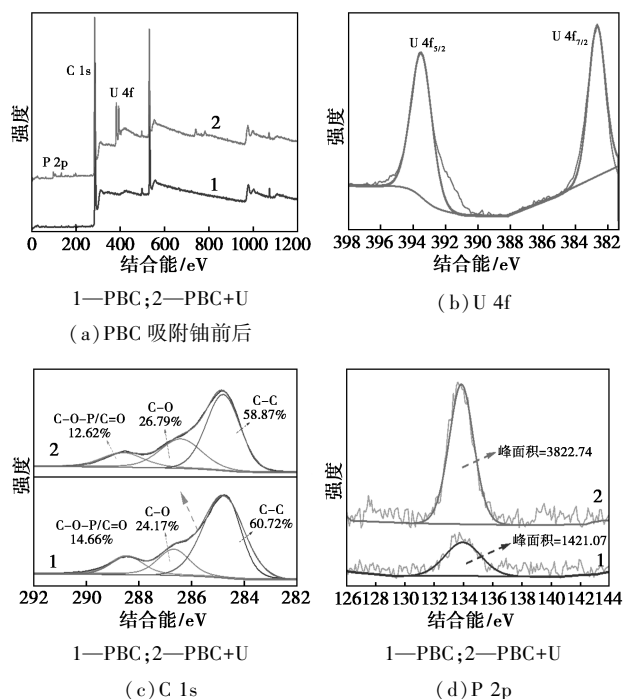 强度
C 1s
U 4f
P 2p
2
1
0 200 400 600 800 1000 1200
结合能/eV
1—PBC;2—PBC+U
(a)PBC 吸附铀前后
强度
U 4f5/2
U 4f7/2
398 396 394 392 390 388 386 384 382
结合能/eV
(b)U 4f
强度
C-O-P/C=O
12.62%
C-O
26.79%
C-C
58.87%
2
C-O-P/C=O
14.66%
C-O
24.17%
C-C
60.72%
1
292 290 288 286 284 282
结合能/eV
1—PBC;2—PBC+U
(c)C 1s
强度
峰面积=3822.74
2
峰面积=1421.07
1
126 128 130 132 134 136 138 140 142 144
结合能/eV
1—PBC;2—PBC+U
(d)P 2p